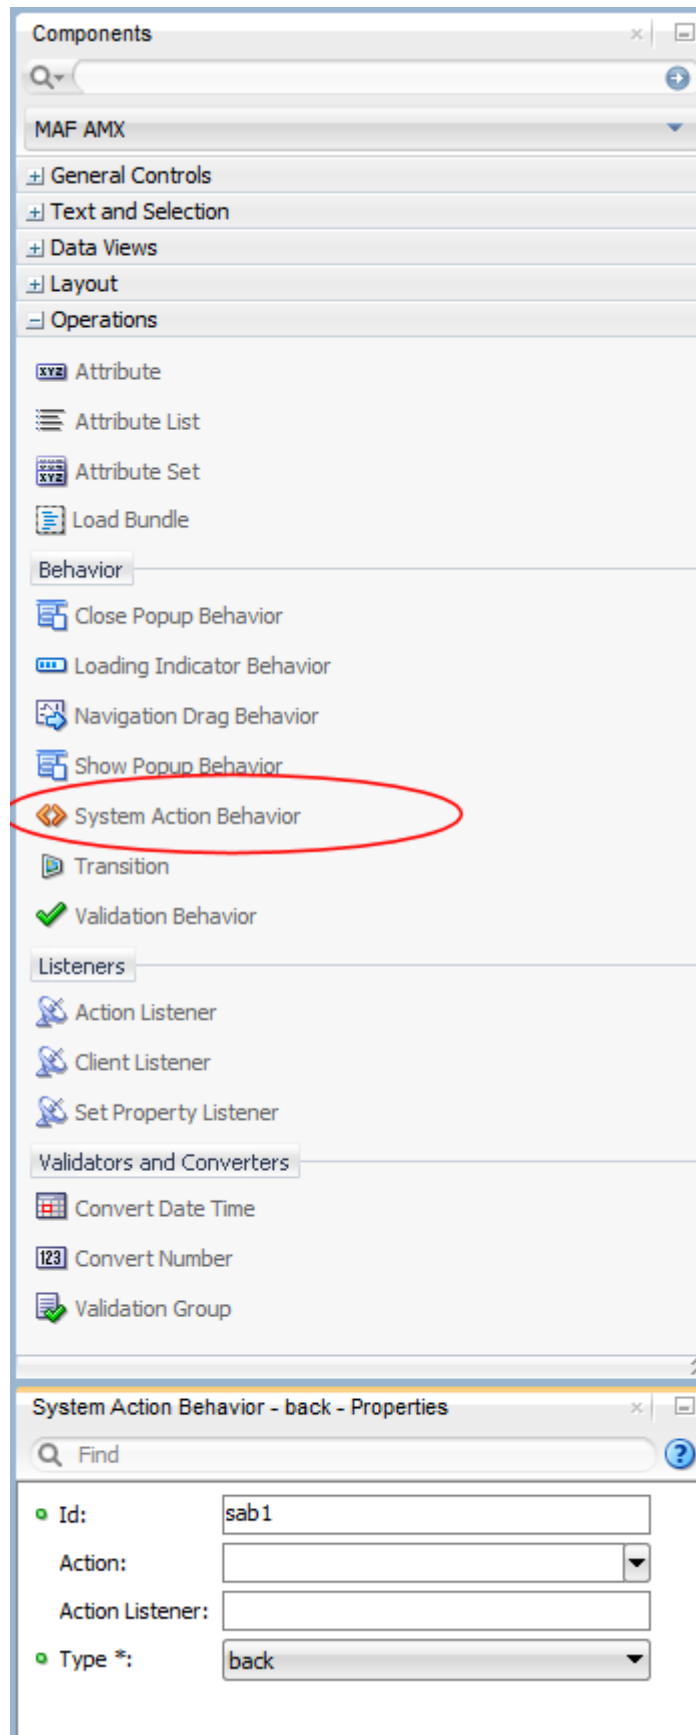 Components
MAF AMX
General Controls
Text and Selection
Data Views
Layout
Operations
XYZ Attribute
Attribute List
XYZ Attribute Set
Load Bundle
Behavior
Close Popup Behavior
Loading Indicator Behavior
Navigation Drag Behavior
Show Popup Behavior
System Action Behavior
Transition
Validation Behavior
Listeners
Action Listener
Client Listener
Set Property Listener
Validators and Converters
Convert Date Time
123 Convert Number
Validation Group
System Action Behavior - back - Properties
Find
Id: sab1
Action:
Action Listener:
Type *: back